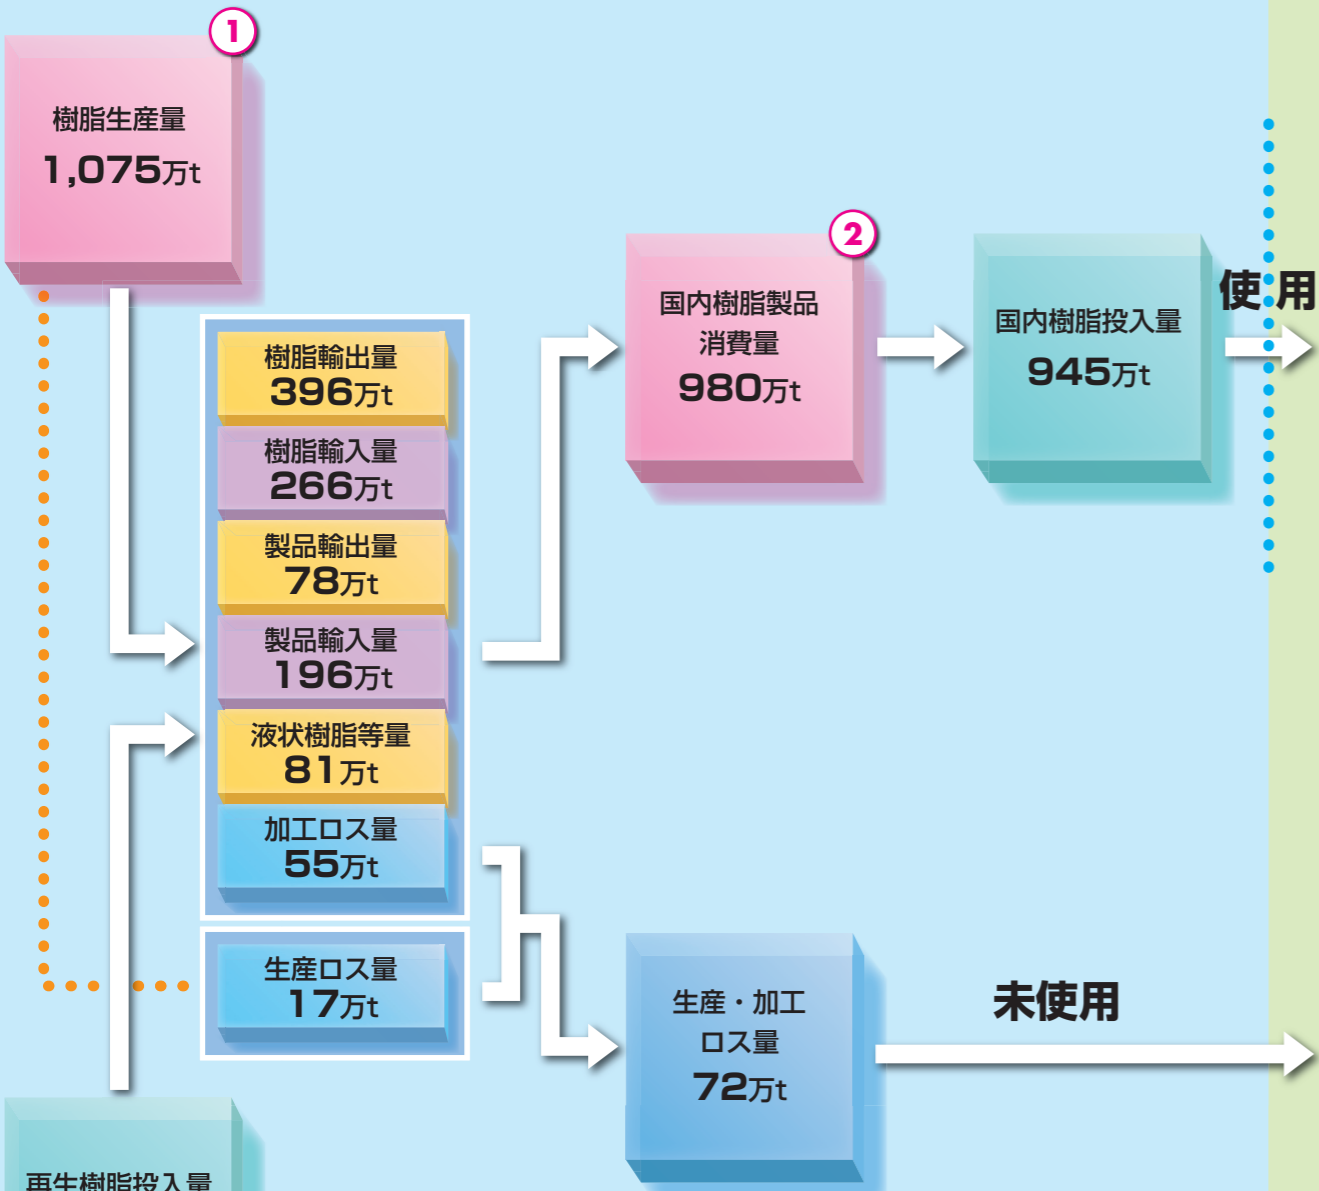 1
樹脂生産量
1,075万t
樹脂輸出量
396万t
樹脂輸入量
266万t
製品輸出量
78万t
製品輸入量
196万t
液状樹脂等量
81万t
加工ロス量
55万t
生産ロス量
17万t
再生樹脂投入量
2
国内樹脂製品
消費量
980万t
国内樹脂投入量
945万t
使用
生産・加工
ロス量
72万t
未使用